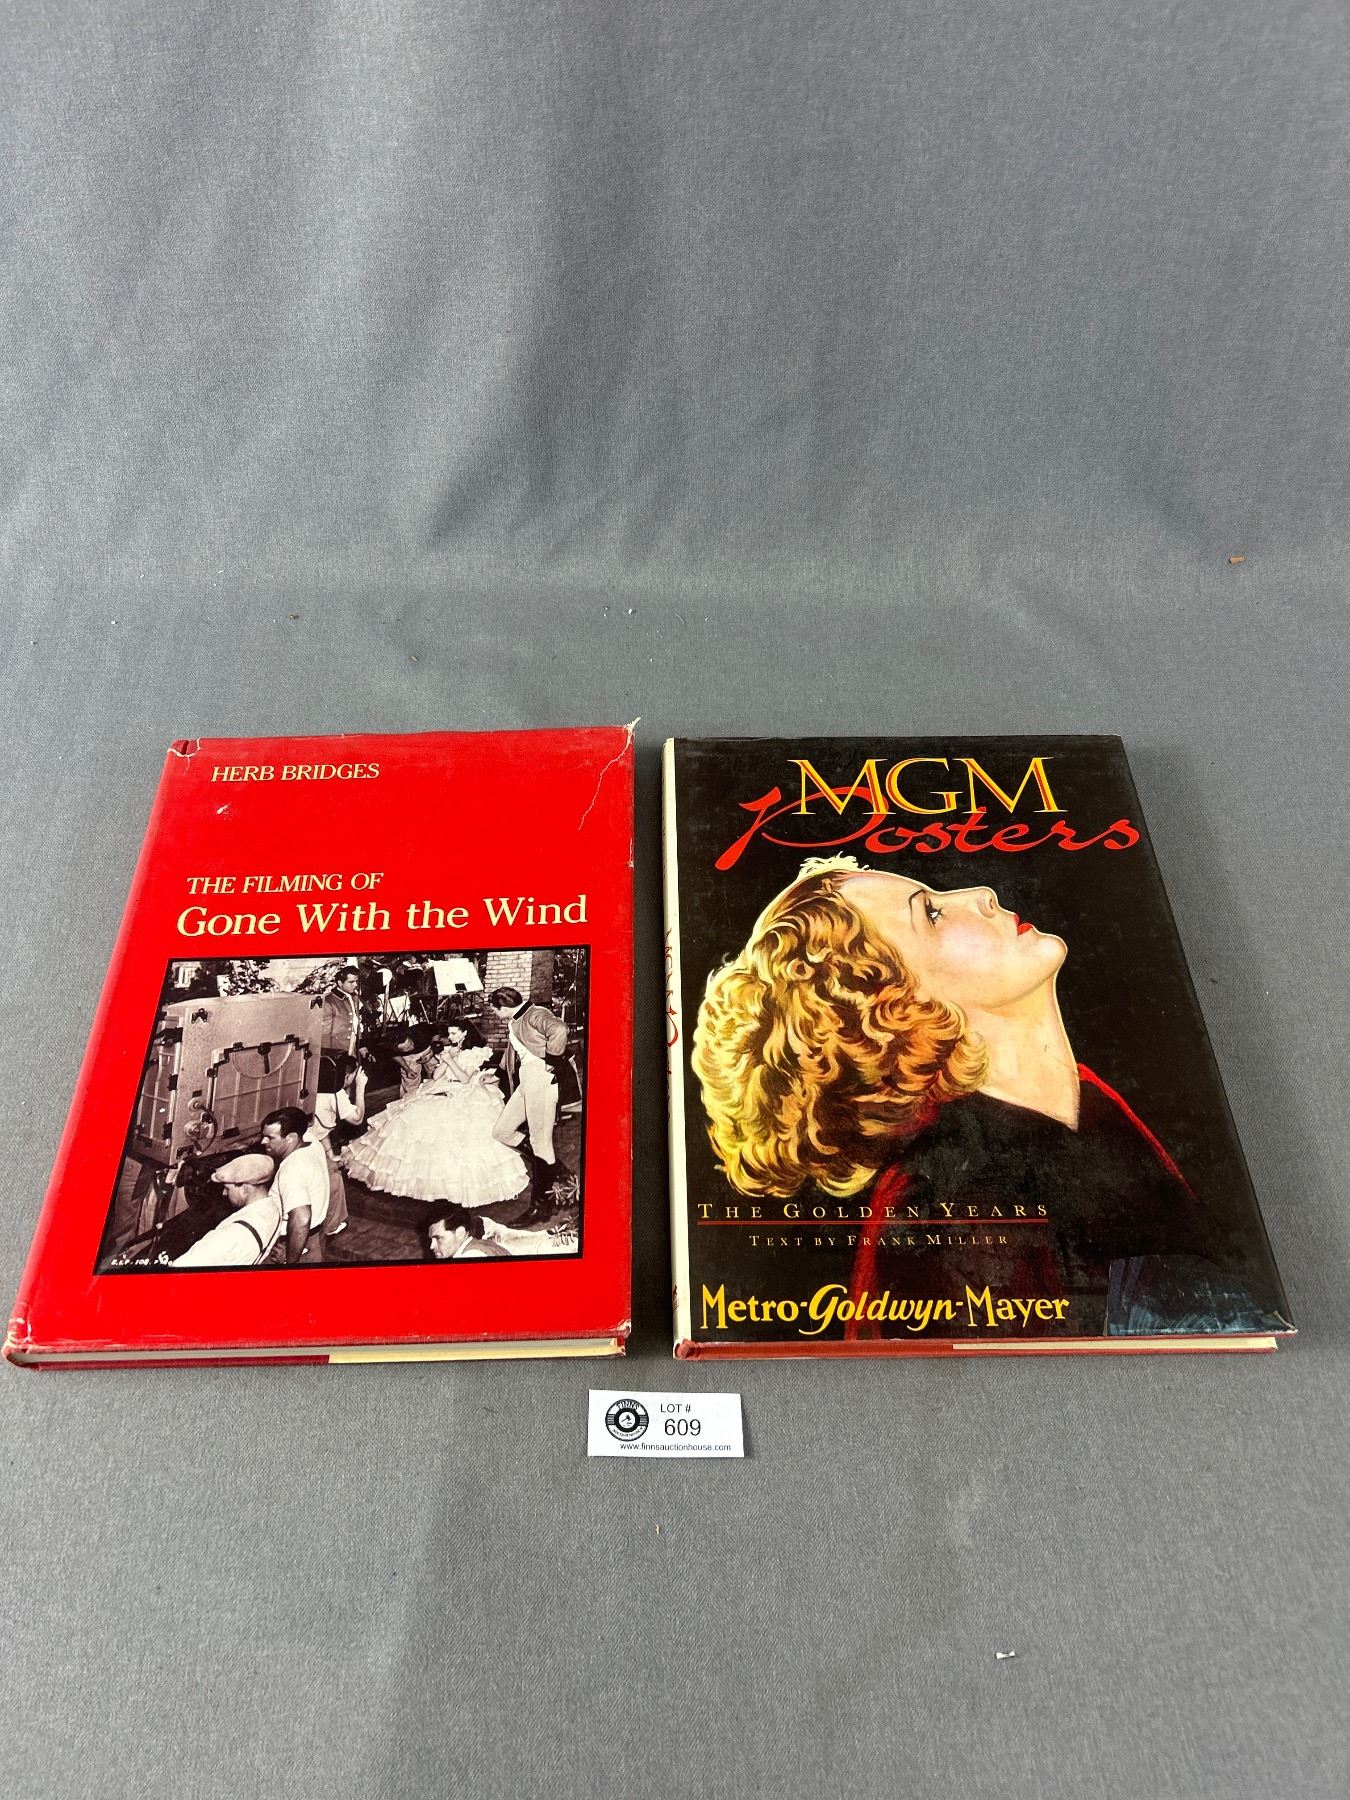 HERB BRIDGES
THE FILMING OF
Gone With the Wind
MGM
Posters
THE GOLDEN YEARS
TEXT BY FRANK MILLER
Metro-Goldwyn-Mayer
LOT #
609
www.finnsauctionhouse.com